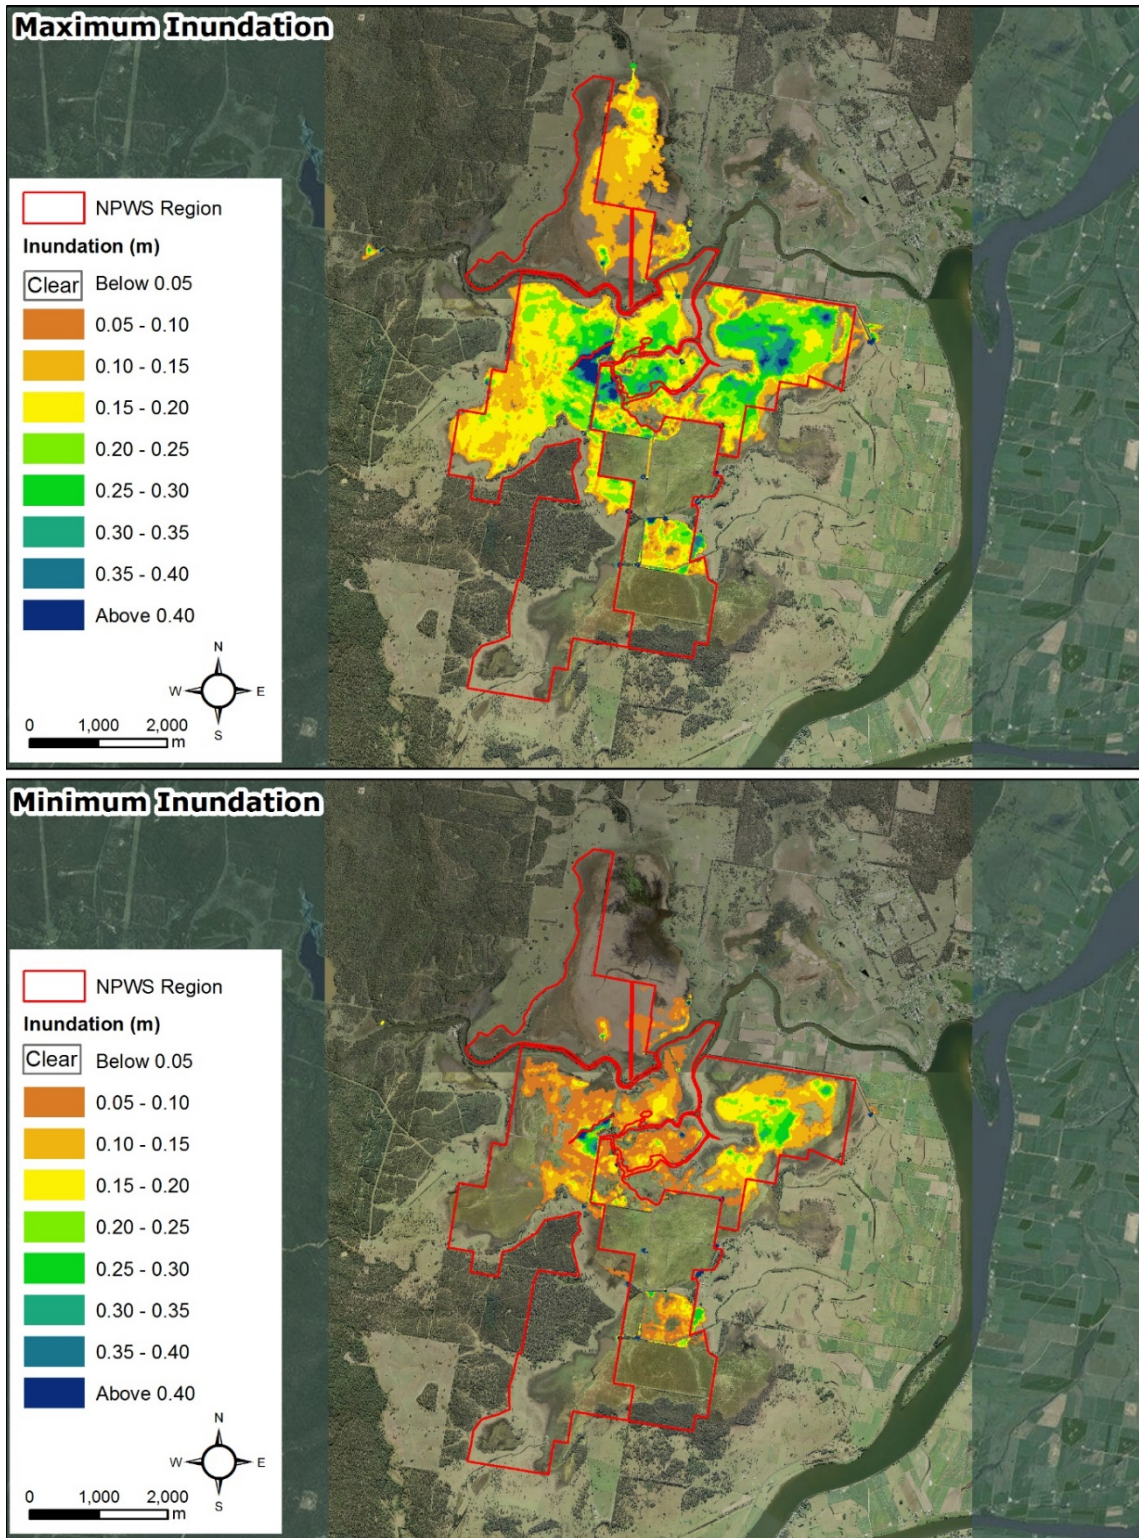 Maximum Inundation
NPWS Region
Inundation (m)
Clear Below 0.05
0.05 - 0.10
0.10 - 0.15
0.15 - 0.20
0.20 - 0.25
0.25 - 0.30
0.30 - 0.35
0.35 - 0.40
Above 0.40
N
W E
S
0 1,000 2,000
m
Minimum Inundation
NPWS Region
Inundation (m)
Clear Below 0.05
0.05 - 0.10
0.10 - 0.15
0.15 - 0.20
0.20 - 0.25
0.25 - 0.30
0.30 - 0.35
0.35 - 0.40
Above 0.40
N
W E
S
0 1,000 2,000
m